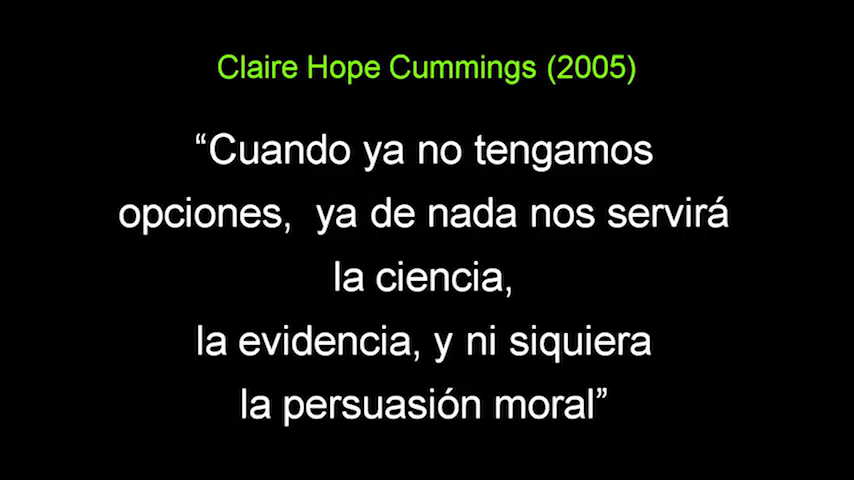 Claire Hope Cummings (2005)
“Cuando ya no tengamos
opciones,  ya de nada nos servirá
la ciencia,
la evidencia, y ni siquiera
la persuasión moral”